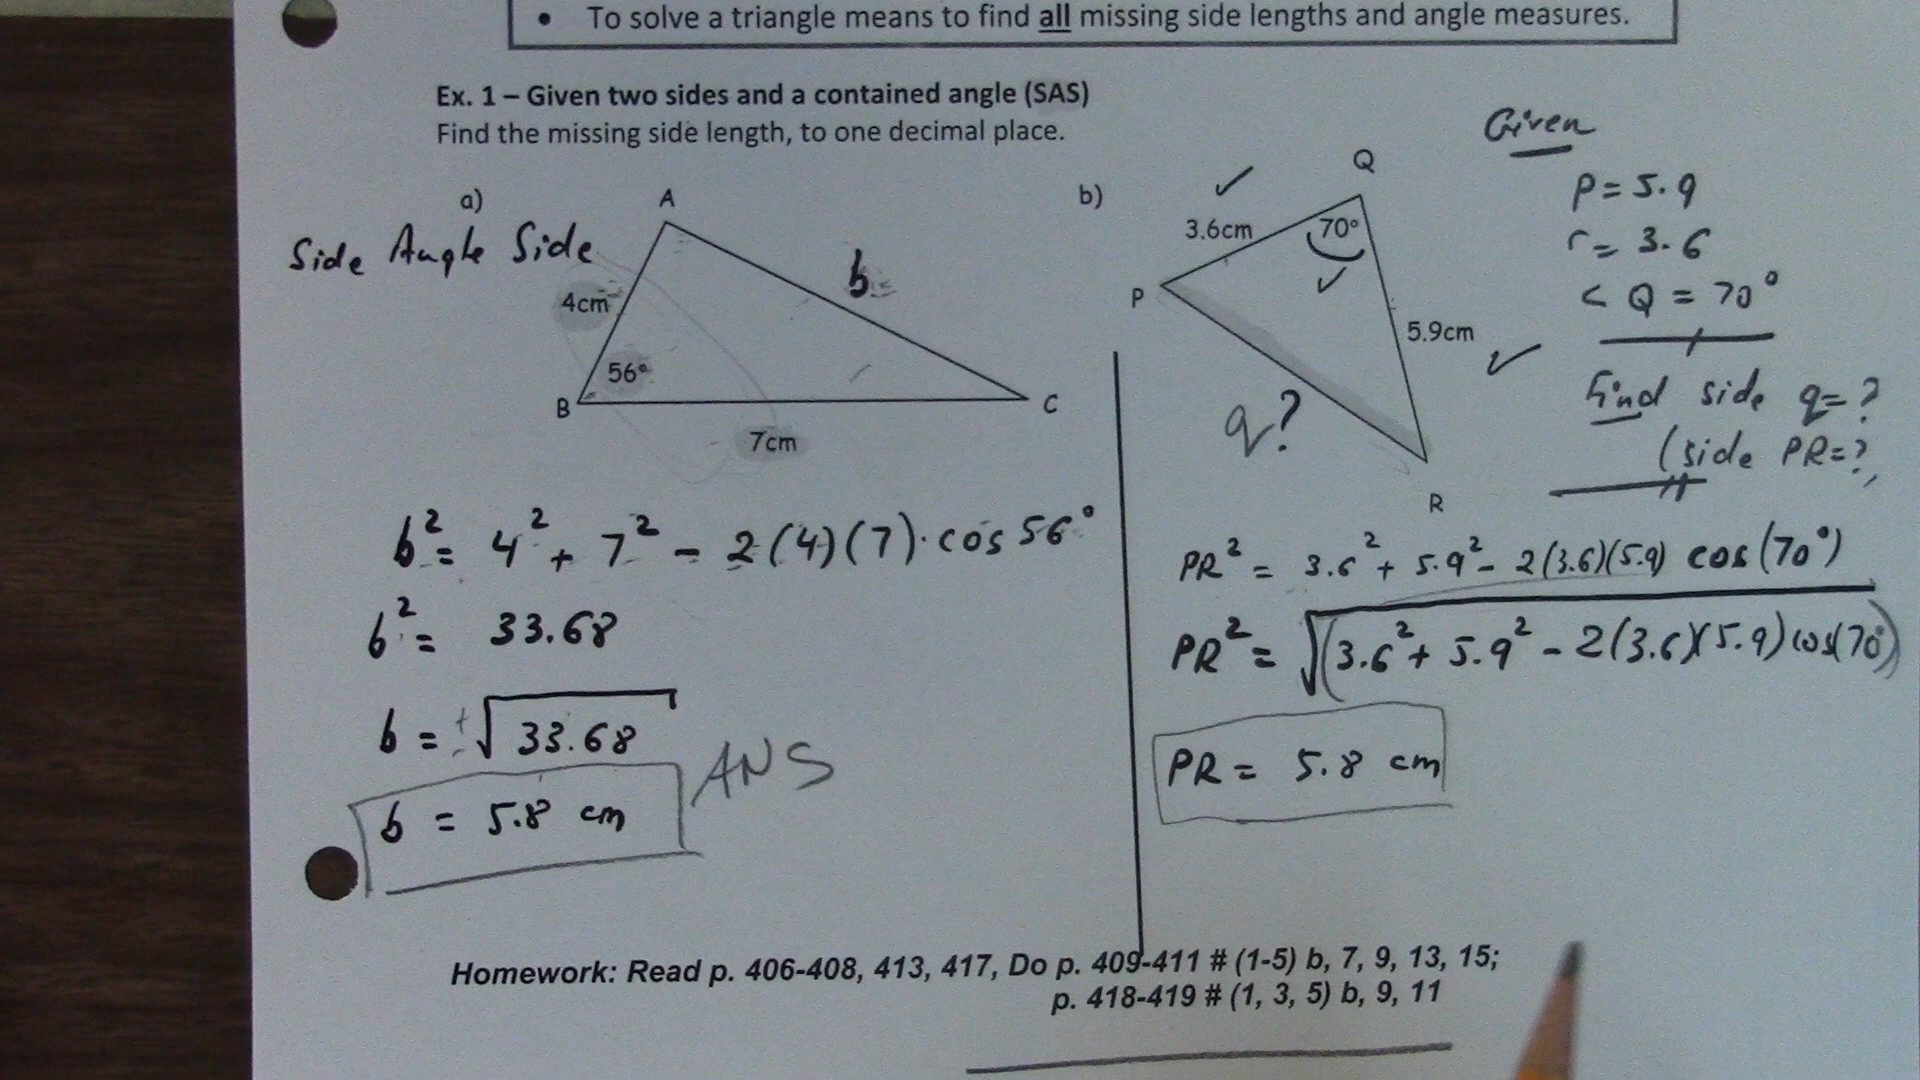 • To solve a triangle means to find all missing side lengths and angle measures.
Ex. 1 – Given two sides and a contained angle (SAS)
Find the missing side length, to one decimal place.
a)
Side Angle Side
A
4cm
b
56°
B
C
7cm
b² = 4² + 7² - 2(4)(7)·cos 56°
b² = 33.68
b = ±√33.68
b = 5.8 cm
ANS
b)
Q
3.6cm
70°
P
5.9cm
q?
R
Given
P = 5.9
r = 3.6
< Q = 70°
Find side q=?
(side PR=?
PR² = 3.6² + 5.9² - 2(3.6)(5.9) cos(70°)
PR² = √(3.6² + 5.9² - 2(3.6)(5.9)cos(70°)
PR = 5.8 cm
Homework: Read p. 406-408, 413, 417, Do p. 409-411 # (1-5) b, 7, 9, 13, 15;
p. 418-419 # (1, 3, 5) b, 9, 11